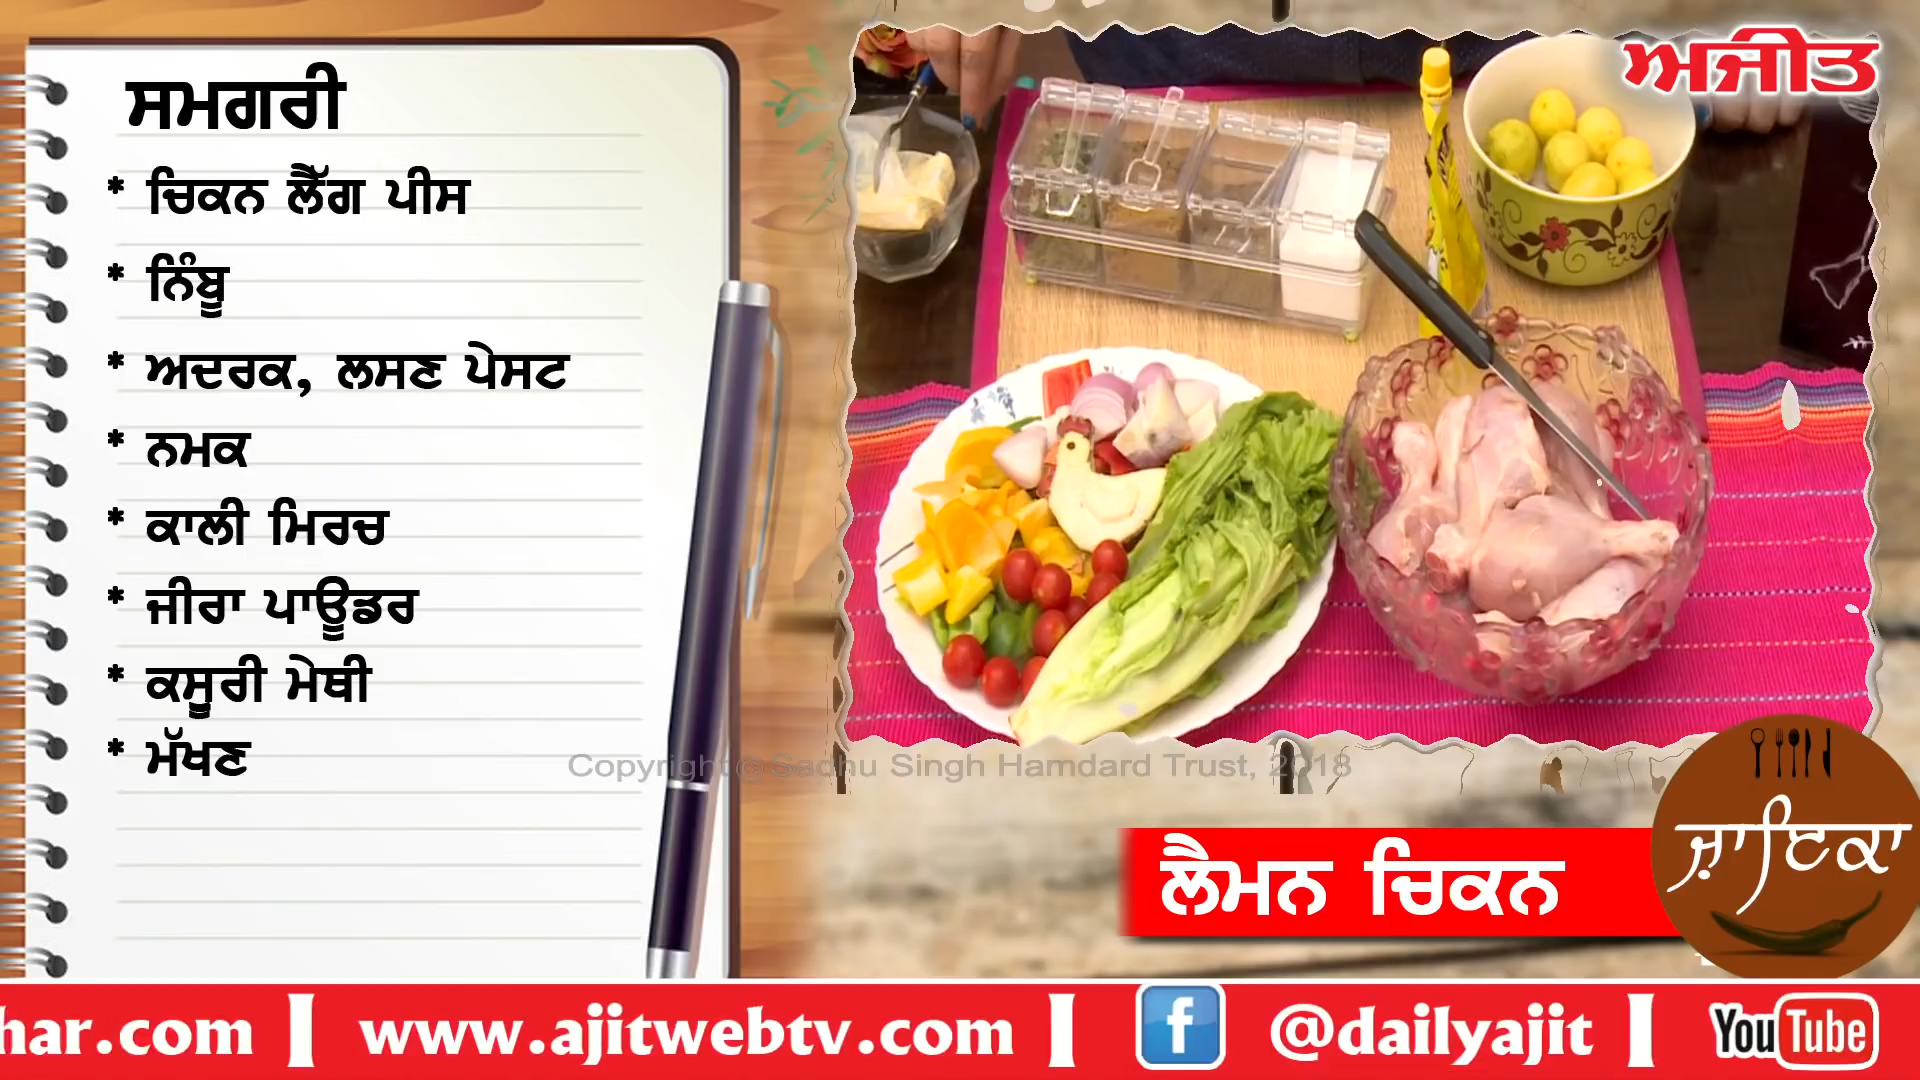 ਅਜੀਤ
ਸਮਗਰੀ
* ਚਿਕਨ ਲੈੱਗ ਪੀਸ
* ਨਿੰਬੂ
* ਅਦਰਕ, ਲਸਣ ਪੇਸਟ
* ਨਮਕ
* ਕਾਲੀ ਮਿਰਚ
* ਜੀਰਾ ਪਾਊਡਰ
* ਕਸੂਰੀ ਮੇਥੀ
* ਮੱਖਣ
Copyright © Sadhu Singh Hamdard Trust, 2018
ਲੈਮਨ ਚਿਕਨ
ਜ਼ਾਇਕਾ
har.com | www.ajitwebtv.com | f @dailyajit | YouTube